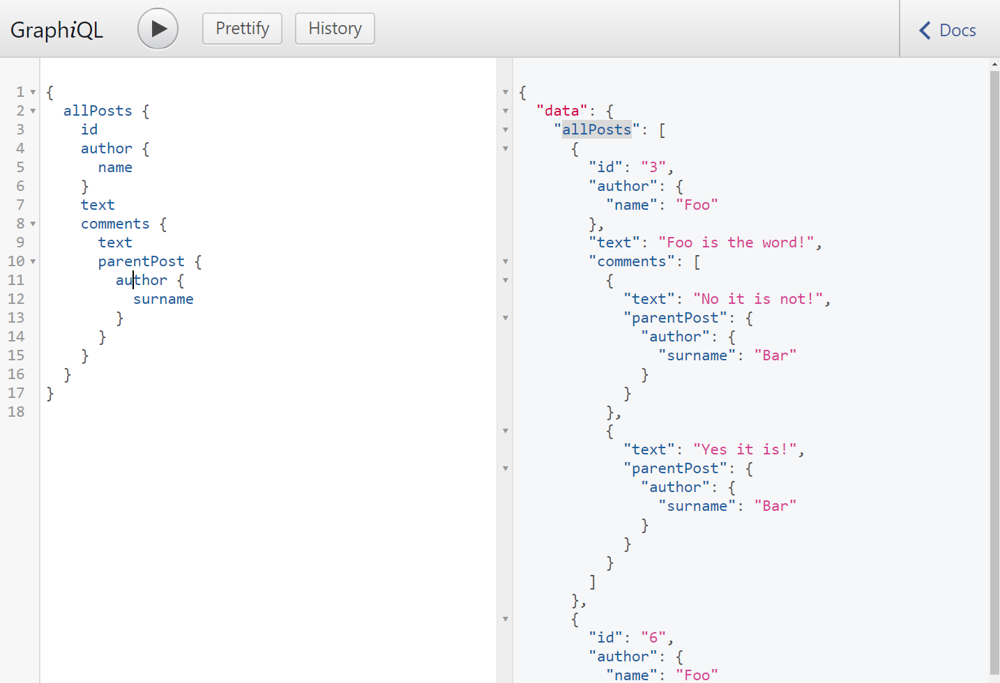 GraphiQL
Prettify
History
Docs
1 {
2 allPosts {
3 id
4 author {
5 name
6 }
7 text
8 comments {
9 text
10 parentPost {
11 author {
12 surname
13 }
14 }
15 }
16 }
17 }
18
{
"data": {
"allPosts": [
{
"id": "3",
"author": {
"name": "Foo"
},
"text": "Foo is the word!",
"comments": [
{
"text": "No it is not!",
"parentPost": {
"author": {
"surname": "Bar"
}
}
},
{
"text": "Yes it is!",
"parentPost": {
"author": {
"surname": "Bar"
}
}
}
]
},
{
"id": "6",
"author": {
"name": "Foo"